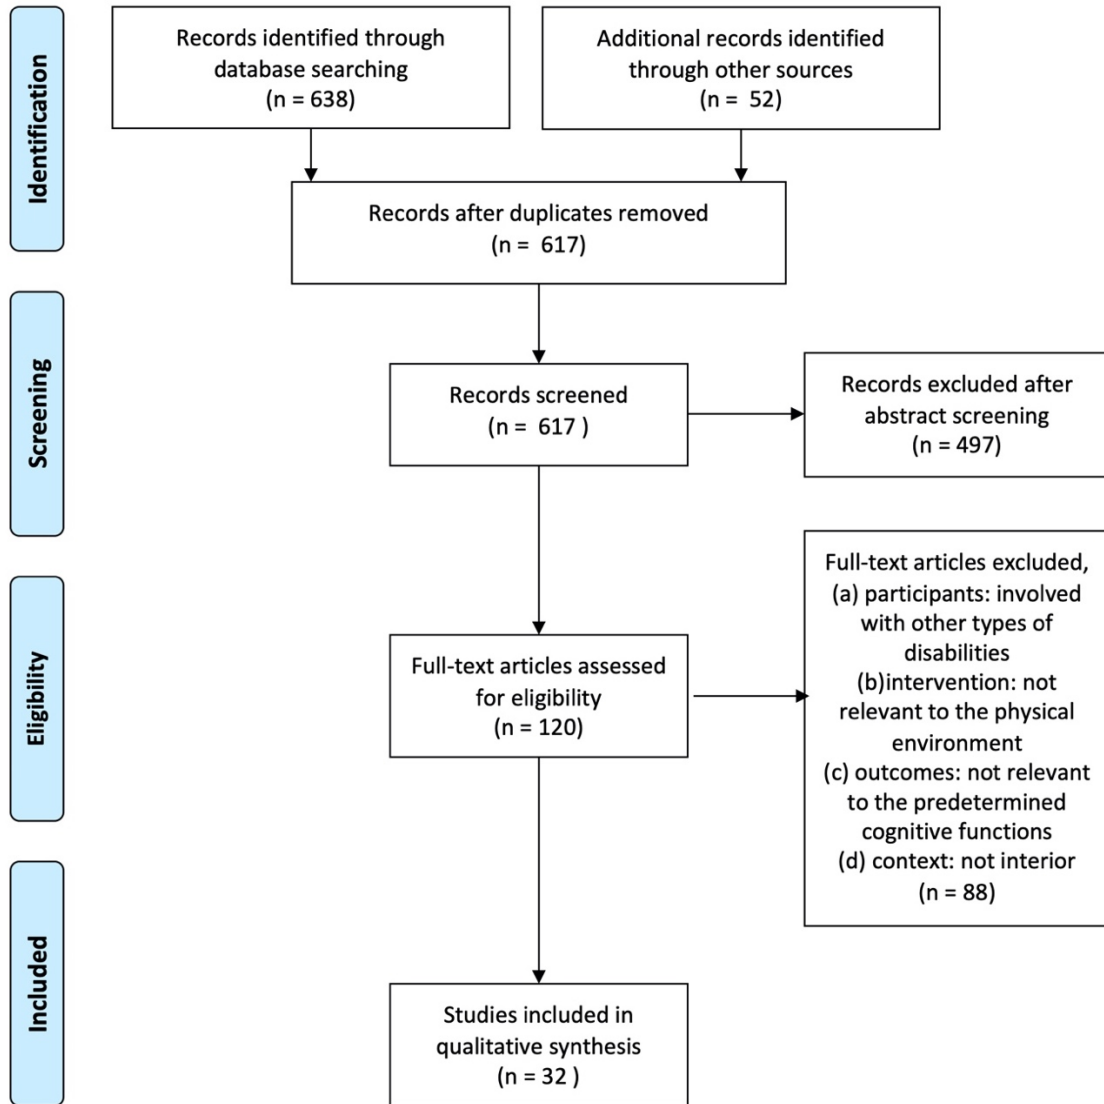 Identification
Records identified through
database searching
(n = 638)
Additional records identified
through other sources
(n =  52)
Records after duplicates removed
(n =  617)
Screening
Records screened
(n =  617 )
Records excluded after
abstract screening
(n = 497)
Eligibility
Full-text articles assessed
for eligibility
(n = 120)
Full-text articles excluded,
(a) participants: involved
with other types of
disabilities
(b)intervention: not
relevant to the physical
environment
(c) outcomes: not relevant
to the predetermined
cognitive functions
(d) context: not interior
(n = 88)
Included
Studies included in
qualitative synthesis
(n = 32 )